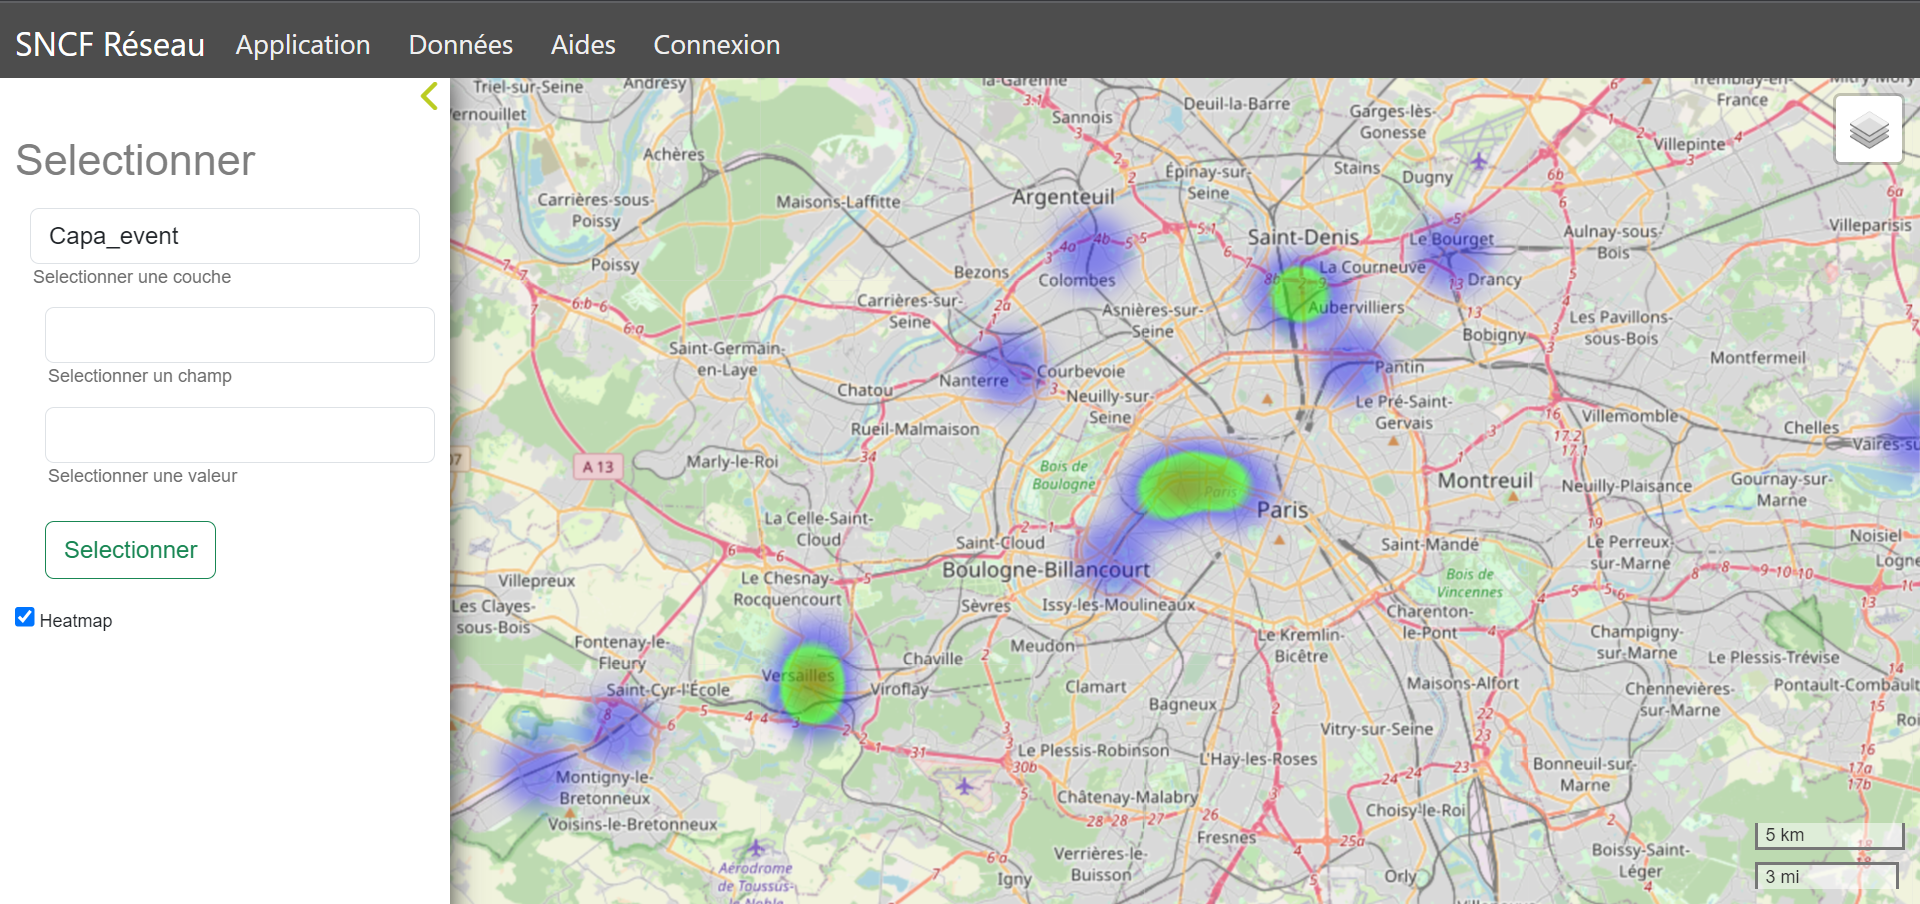 SNCF Réseau Application Données Aides Connexion
Selectionner
Capa_event
Selectionner une couche
Selectionner un champ
Selectionner une valeur
Selectionner
Heatmap
Triel-sur-Seine
Andrésy
la-Garenne
Deuil-la-Barre
Garges-lès-
Gonesse
Tremblay-en-
France
Mitry-Mory
Vernouillet
Sannois
Villepinte
Achères
Épinay-sur-
Seine
Stains
Dugny
Carrières-sous-
Poissy
Maisons-Laffitte
Argenteuil
Saint-Denis
Le Bourget
Aulnay-sous-
Bois
Villeparisis
Poissy
Bezons
Colombes
La Courneuve
Drancy
Carrières-sur-
Seine
Asnières-sur-
Seine
Aubervilliers
Bobigny
Les Pavillons-
sous-Bois
Saint-Germain-
en-Laye
Chatou
Nanterre
Courbevoie
Neuilly-sur-
Seine
Pantin
Le Pré-Saint-
Gervais
Montfermeil
Villemomble
Chelles
Vaires-su
Rueil-Malmaison
Marly-le-Roi
A 13
07
Bois de
Boulogne
Paris
Paris
Montreuil
Neuilly-Plaisance
Gournay-sur-
Marne
La Celle-Saint-
Cloud
Saint-Cloud
Saint-Mandé
Le Perreux-
sur-Marne
Noisiel
Logne
Villepreux
Le Chesnay-
Rocquencourt
Boulogne-Billancourt
Bois de
Vincennes
Les Clayes-
sous-Bois
Sèvres
Issy-les-Moulineaux
Charenton-
le-Pont
Fontenay-le-
Fleury
Chaville
Meudon
Le Kremlin-
Bicêtre
Champigny-
sur-Marne
Le Plessis-Trévise
Versailles
Saint-Cyr-l'École
Viroflay
Clamart
Bagneux
Maisons-Alfort
Chennevières-
sur-Marne
Pontault-Combault
Roi
Vitry-sur-Seine
Le Plessis-Robinson
L'Haÿ-les-Roses
Montigny-le-
Bretonneux
Bonneuil-sur-
Marne
Châtenay-Malabry
Choisy-le-Roi
Voisins-le-Bretonneux
Fresnes
Aérodrome
de Toussus-
le-Noble
Verrières-le-
Buisson
Igny
Orly
Boissy-Saint-
Léger
5 km
3 mi